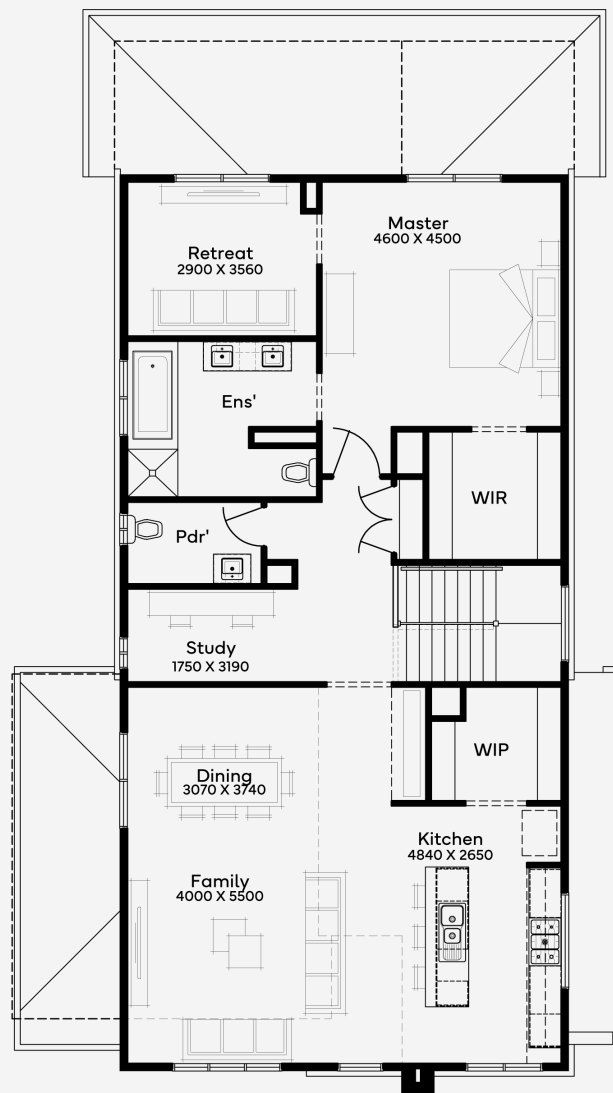 Master
4600 X 4500
Retreat
2900 X 3560
Ens'
WIR
Pdr'
Study
1750 X 3190
WIP
Dining
3070 X 3740
Kitchen
4840 X 2650
Family
4000 X 5500